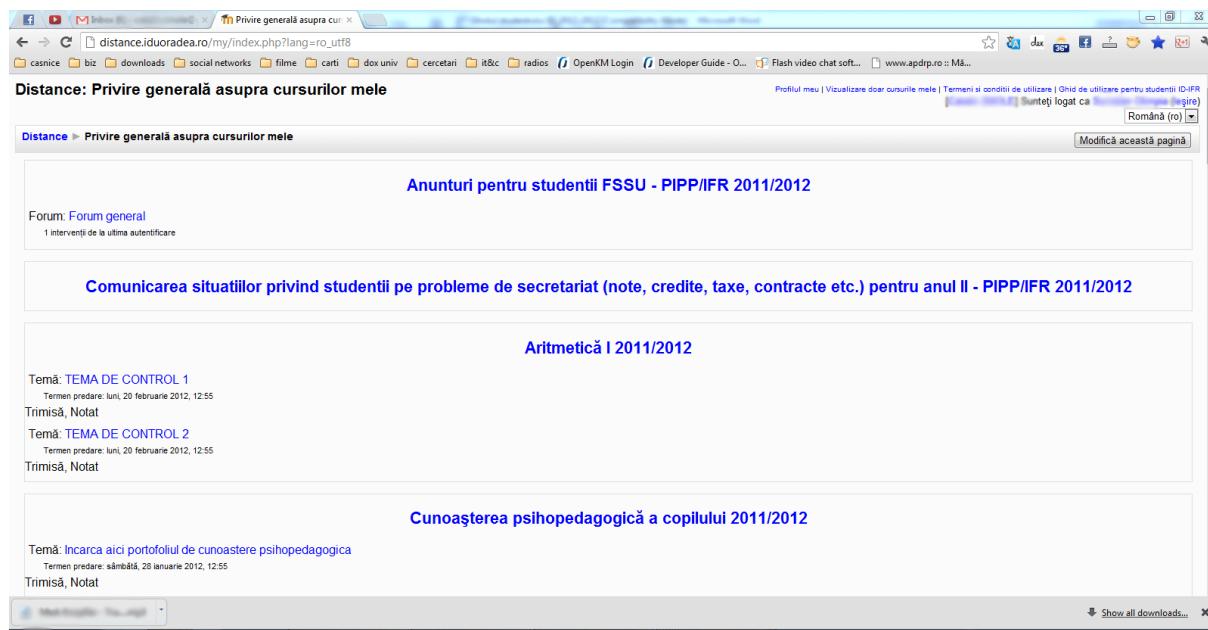 Inbox
Privire generală asupra cur
distance.iduoradea.ro/my/index.php?lang=ro_utf8
36°
casnice biz downloads social networks filme carti dox univ cercetari it&c radios OpenKM Login Developer Guide - O... Flash video chat soft... www.apdrp.ro :: Mă...
Distance: Privire generală asupra cursurilor mele
Profilul meu | Vizualizare doar cursurile mele | Termeni si conditii de utilizare | Ghid de utilizare pentru studentii ID-IFR
Sunteţi logat ca (Ieşire)
Română (ro)
Distance ► Privire generală asupra cursurilor mele
Modifică această pagină
Anunturi pentru studentii FSSU - PIPP/IFR 2011/2012
Forum: Forum general
1 intervenţii de la ultima autentificare
Comunicarea situatiilor privind studentii pe probleme de secretariat (note, credite, taxe, contracte etc.) pentru anul II - PIPP/IFR 2011/2012
Aritmetică I 2011/2012
Temă: TEMA DE CONTROL 1
Termen predare: luni, 20 februarie 2012, 12:55
Trimisă, Notat
Temă: TEMA DE CONTROL 2
Termen predare: luni, 20 februarie 2012, 12:55
Trimisă, Notat
Cunoaşterea psihopedagogică a copilului 2011/2012
Temă: Incarca aici portofoliul de cunoastere psihopedagogica
Termen predare: sâmbătă, 28 ianuarie 2012, 12:55
Trimisă, Notat
Show all downloads...